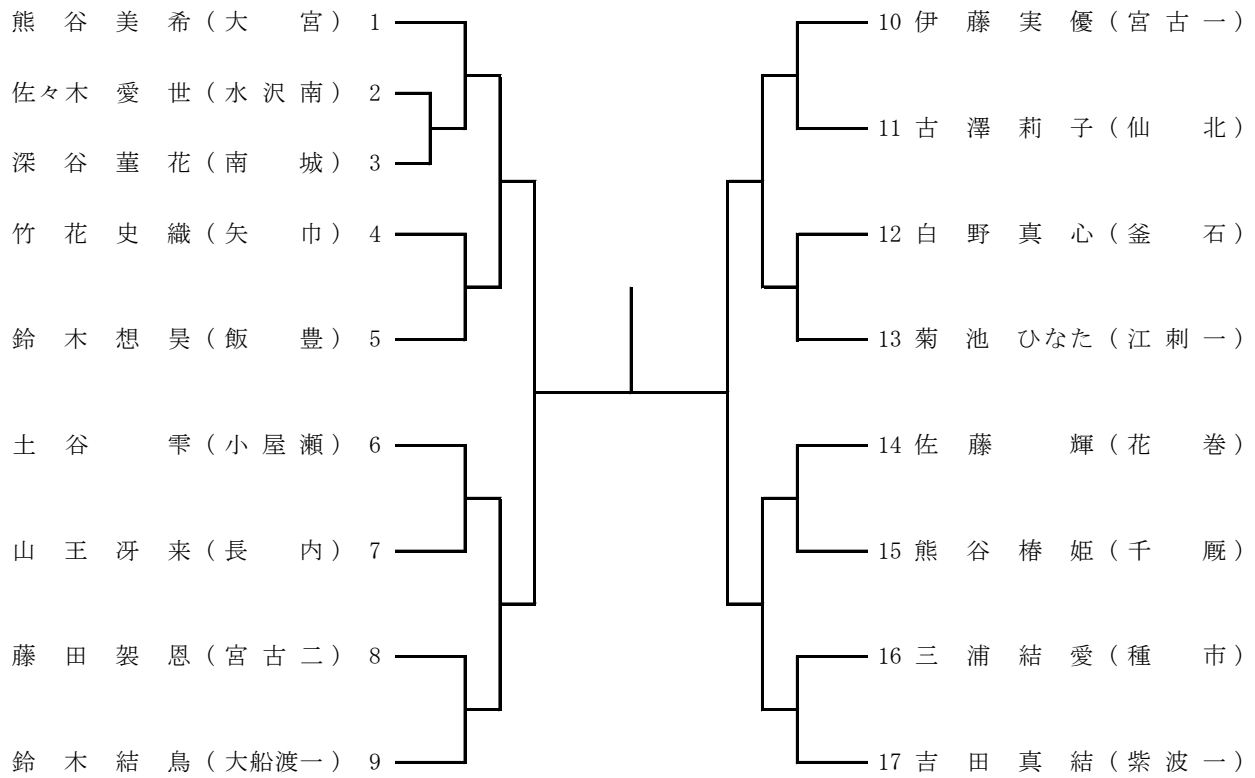 熊谷美希(大宮) 1
佐々木愛世(水沢南) 2
深谷菫花(南城) 3
竹花史織(矢巾) 4
鈴木想昊(飯豊) 5
土谷雫(小屋瀬) 6
山王冴来(長内) 7
藤田袈恩(宮古二) 8
鈴木結鳥(大船渡一) 9
10 伊藤実優(宮古一)
11 古澤莉子(仙北)
12 白野真心(釜石)
13 菊池ひなた(江刺一)
14 佐藤輝(花巻)
15 熊谷椿姫(千厩)
16 三浦結愛(種市)
17 吉田真結(紫波一)